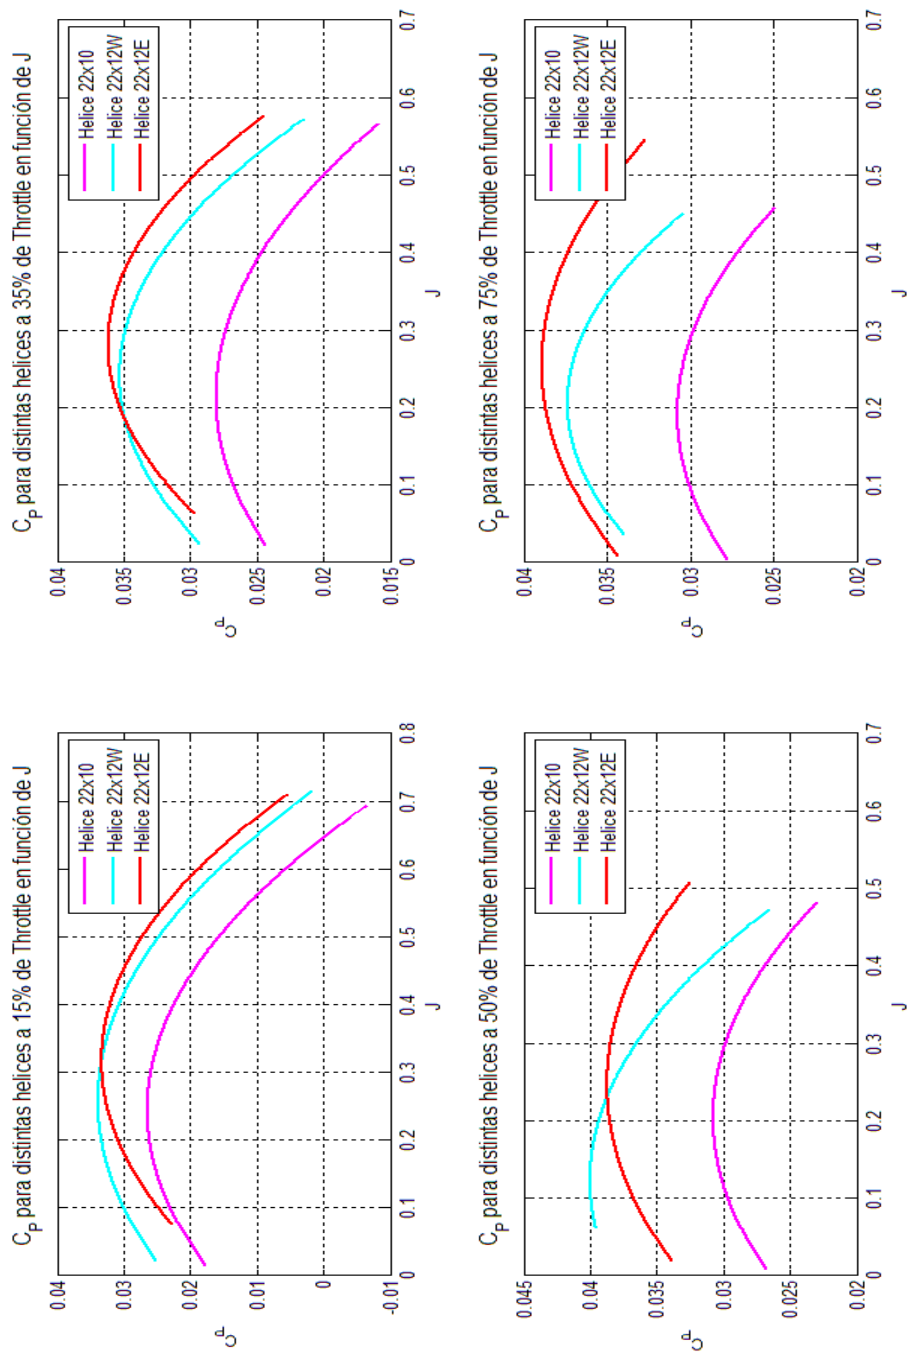 C_P para distintas helices a 15% de Throttle en función de J
Helice 22x10
Helice 22x12W
Helice 22x12E
C_P
0.04
0.03
0.02
0.01
0
-0.01
0 0.1 0.2 0.3 0.4 0.5 0.6 0.7 0.8
J
C_P para distintas helices a 35% de Throttle en función de J
Helice 22x10
Helice 22x12W
Helice 22x12E
C_P
0.04
0.035
0.03
0.025
0.02
0.015
0 0.1 0.2 0.3 0.4 0.5 0.6 0.7
J
C_P para distintas helices a 50% de Throttle en función de J
Helice 22x10
Helice 22x12W
Helice 22x12E
C_P
0.045
0.04
0.035
0.03
0.025
0.02
0 0.1 0.2 0.3 0.4 0.5 0.6 0.7
J
C_P para distintas helices a 75% de Throttle en función de J
Helice 22x10
Helice 22x12W
Helice 22x12E
C_P
0.04
0.035
0.03
0.025
0.02
0 0.1 0.2 0.3 0.4 0.5 0.6 0.7
J